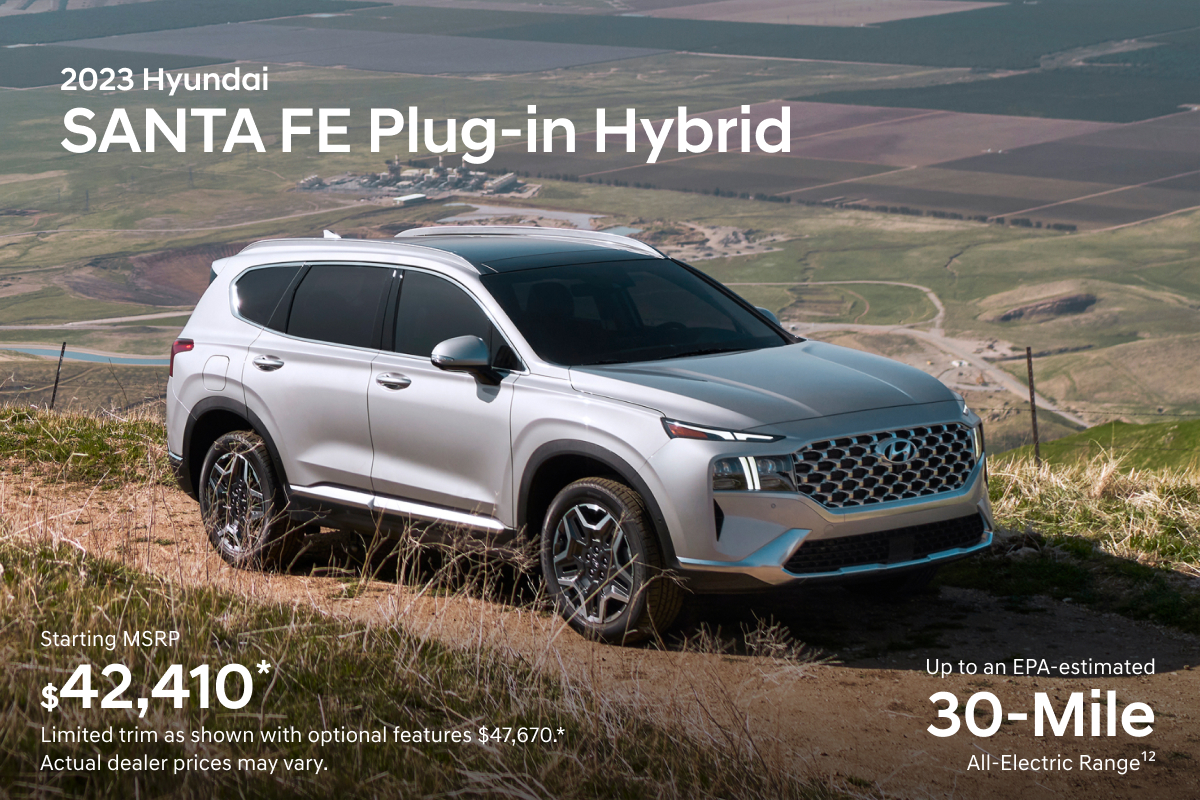 2023 Hyundai
SANTA FE Plug-in Hybrid
Starting MSRP
$42,410*
Limited trim as shown with optional features $47,670.*
Actual dealer prices may vary.
Up to an EPA-estimated
30-Mile
All-Electric Range¹²